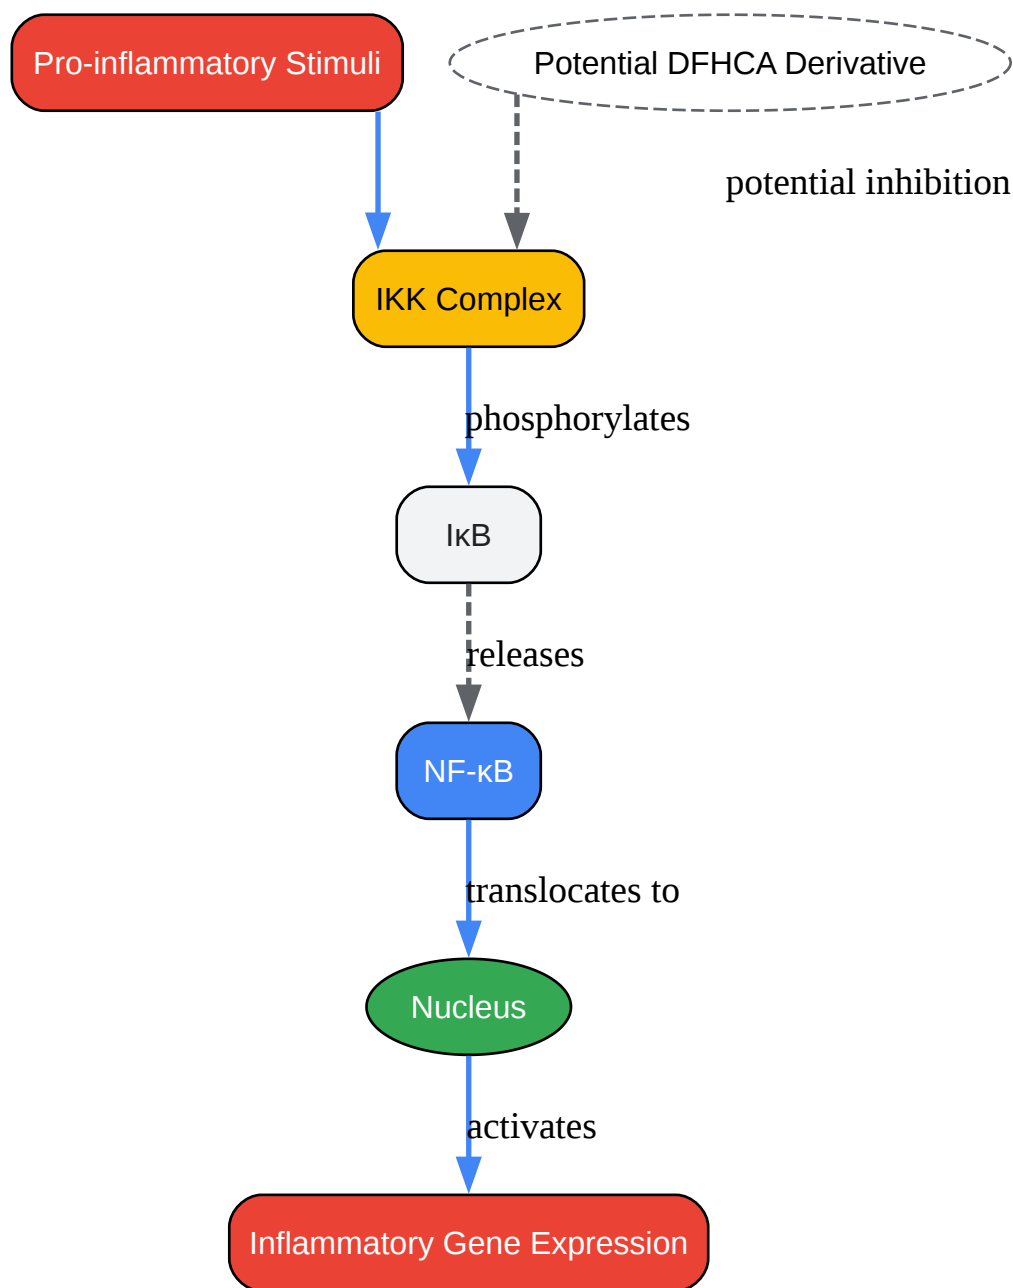 Pro-inflammatory Stimuli
Potential DFHCA Derivative
potential inhibition
IKK Complex
phosphorylates
IκB
releases
NF-κB
translocates to
Nucleus
activates
Inflammatory Gene Expression